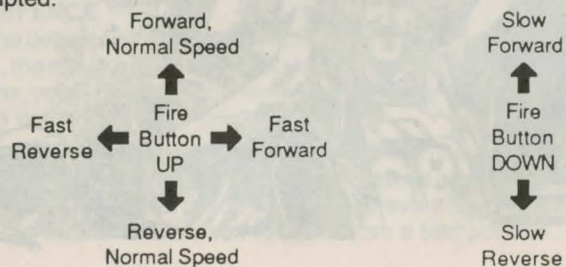 Forward,
Normal Speed
Fast
Reverse
Fire
Button
UP
Fast
Forward
Reverse,
Normal Speed
Slow
Forward
Fire
Button
DOWN
Slow
Reverse